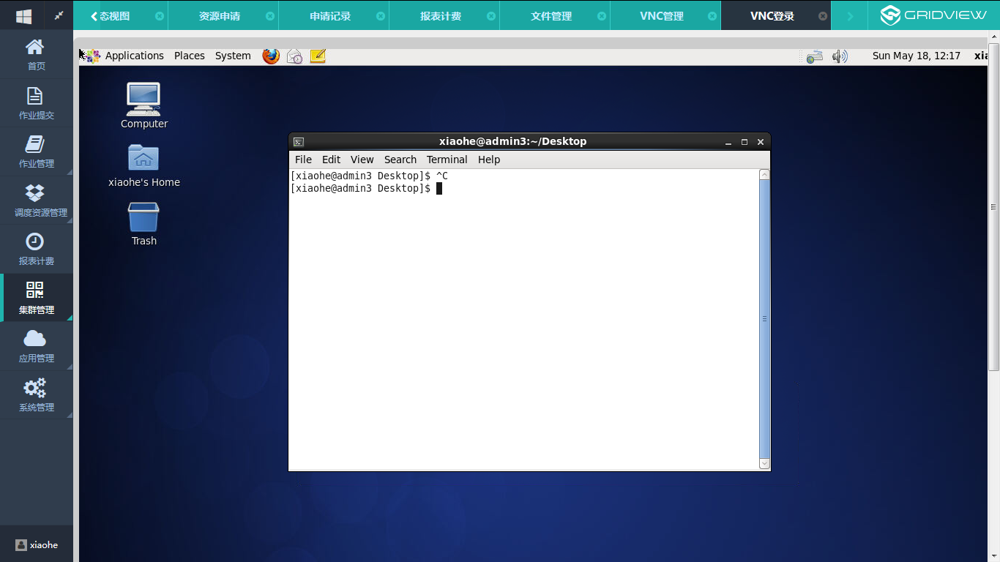 态视图
资源申请
申请记录
报表计费
文件管理
VNC管理
VNC登录
GRIDVIEW
首页
作业提交
作业管理
调度资源管理
报表计费
集群管理
应用管理
系统管理
xiaohe
Applications Places System
Sun May 18, 12:17 xia
Computer
xiaohe's Home
Trash
xiaohe@admin3:~/Desktop
File Edit View Search Terminal Help
[xiaohe@admin3 Desktop]$ ^C
[xiaohe@admin3 Desktop]$